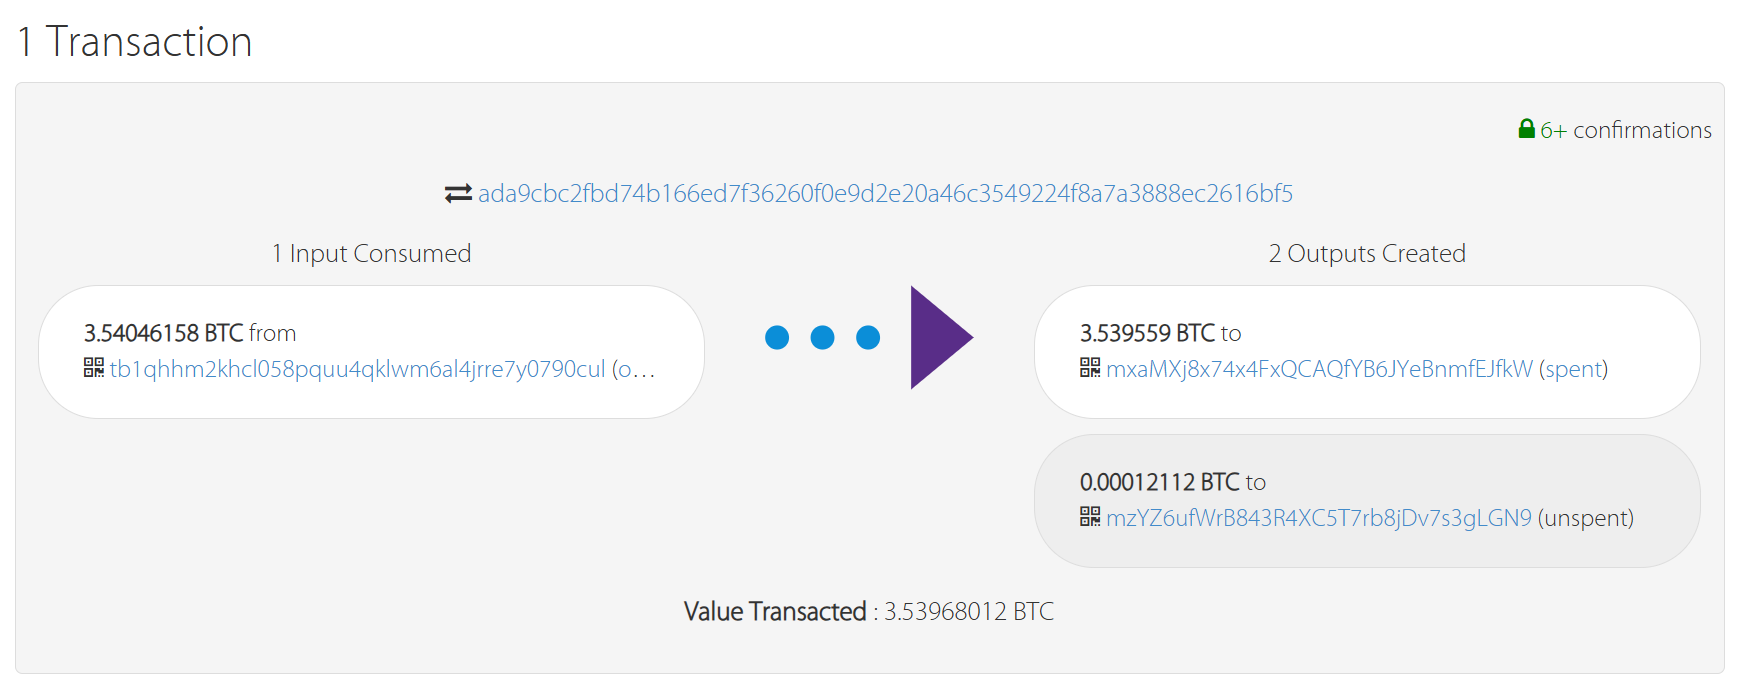 1 Transaction
6+ confirmations
ada9cbc2fbd74b166ed7f36260f0e9d2e20a46c3549224f8a7a3888ec2616bf5
1 Input Consumed
2 Outputs Created
3.54046158 BTC from
tb1qhhm2khcl058pquu4qklwm6al4jrre7y0790cul (o...
3.539559 BTC to
mxaMXj8x74x4FxQCAQfYB6JYeBnmfEJfkW (spent)
0.00012112 BTC to
mzYZ6ufWrB843R4XC5T7rb8jDv7s3gLGN9 (unspent)
Value Transacted : 3.53968012 BTC